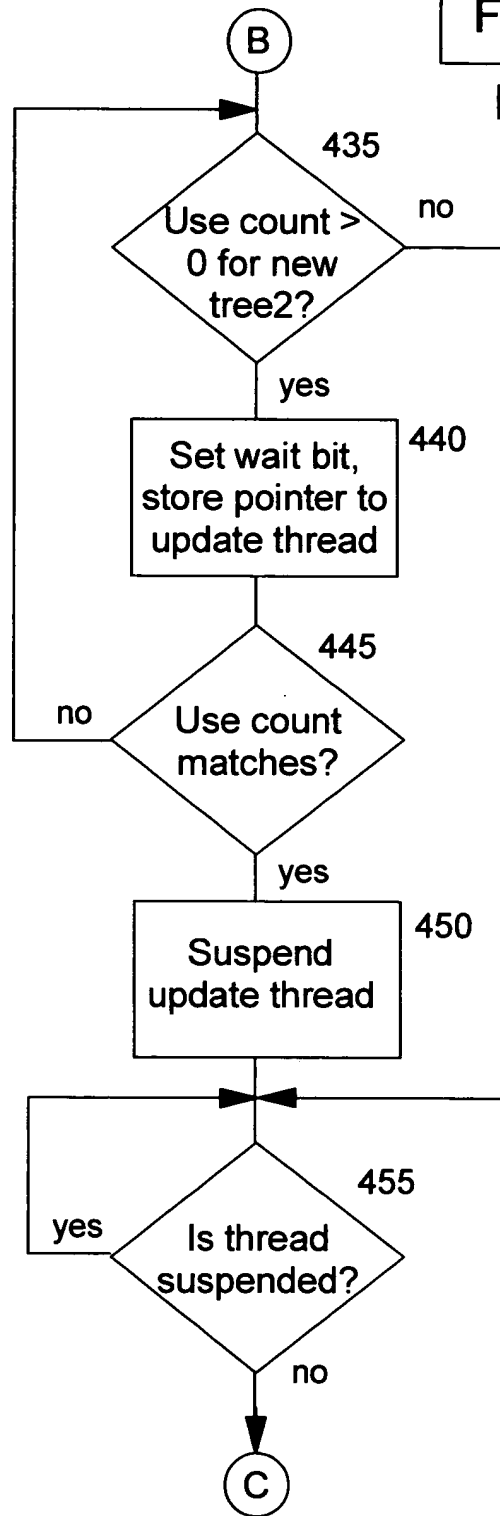 B
F
435
Use count >
0 for new
tree2?
no
yes
Set wait bit,
store pointer to
update thread
440
445
no
Use count
matches?
yes
Suspend
update thread
450
455
yes
Is thread
suspended?
no
C